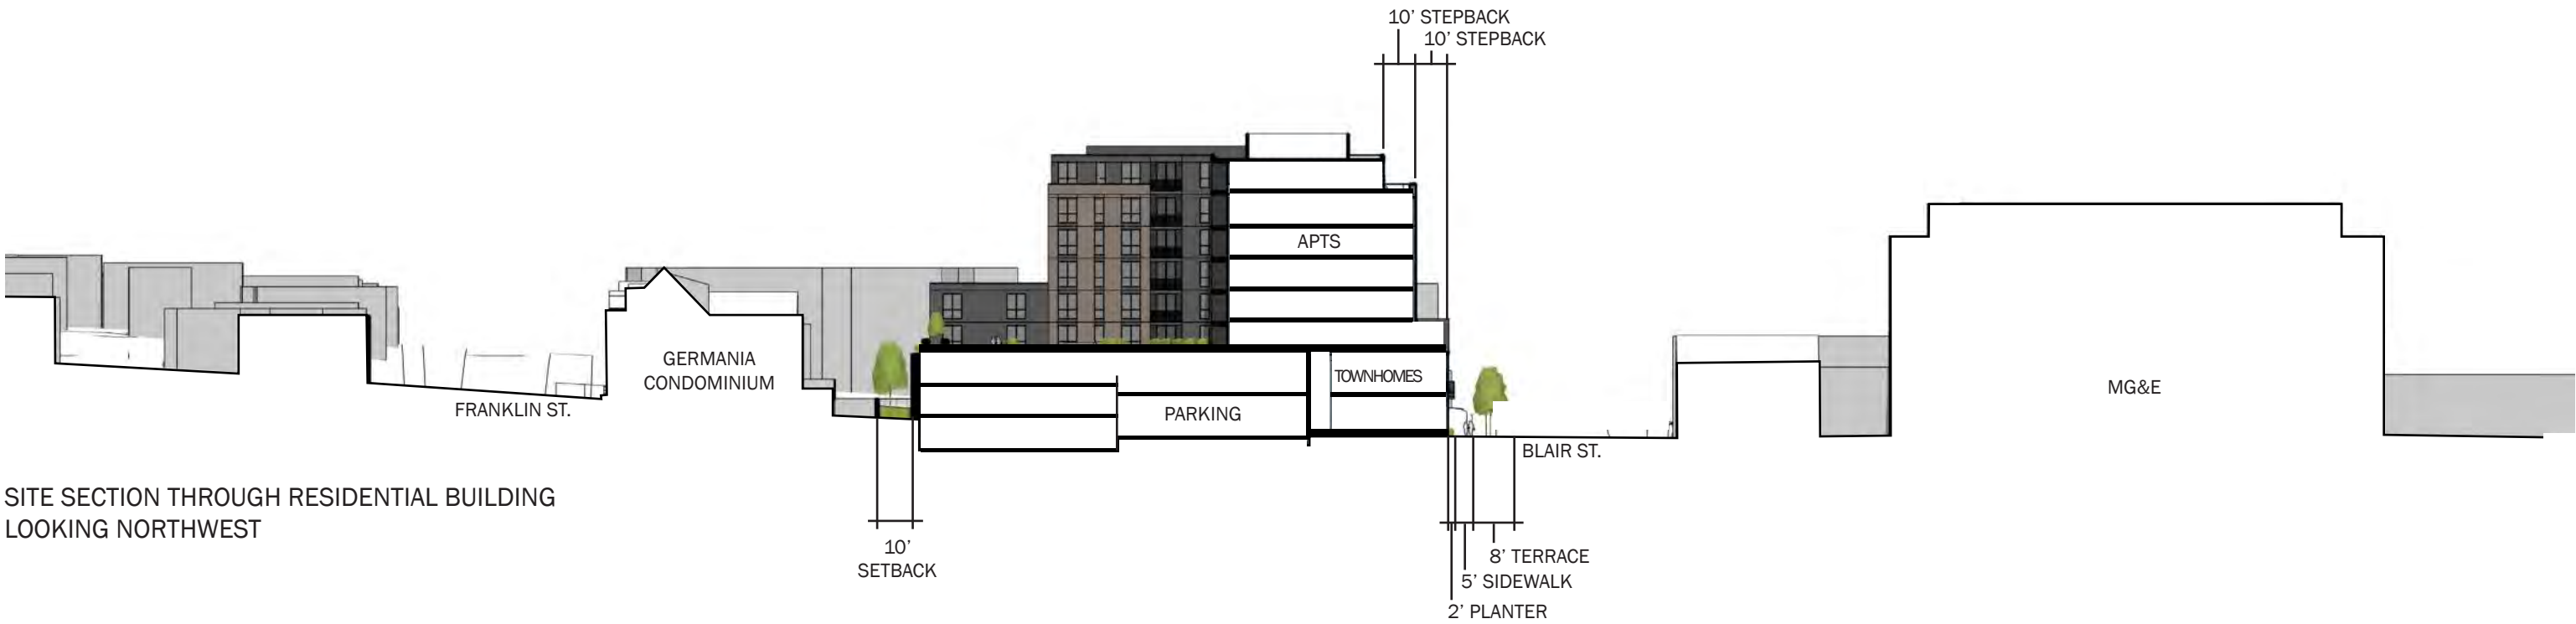 10’ STEPBACK
10’ STEPBACK
APTS
GERMANIA
CONDOMINIUM
TOWNHOMES
PARKING
MG&E
FRANKLIN ST.
BLAIR ST.
SITE SECTION THROUGH RESIDENTIAL BUILDING
LOOKING NORTHWEST
10’
SETBACK
8’ TERRACE
5’ SIDEWALK
2’ PLANTER